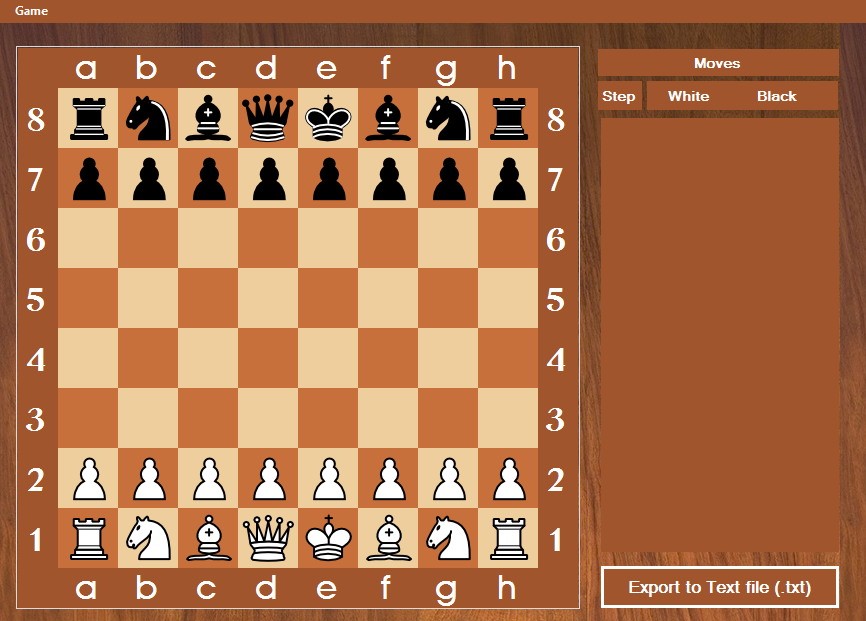 Game
a b c d e f g h
Moves
Step White Black
8 8
7 7
6 6
5 5
4 4
3 3
2 2
1 1
a b c d e f g h
Export to Text file (.txt)